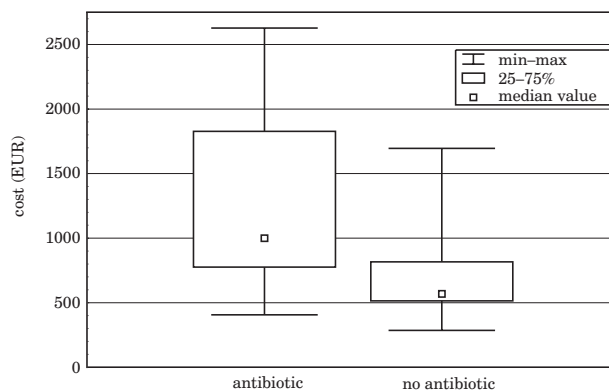 2500
2000
1500
1000
500
0
cost (EUR)
min–max
25–75%
median value
antibiotic
no antibiotic